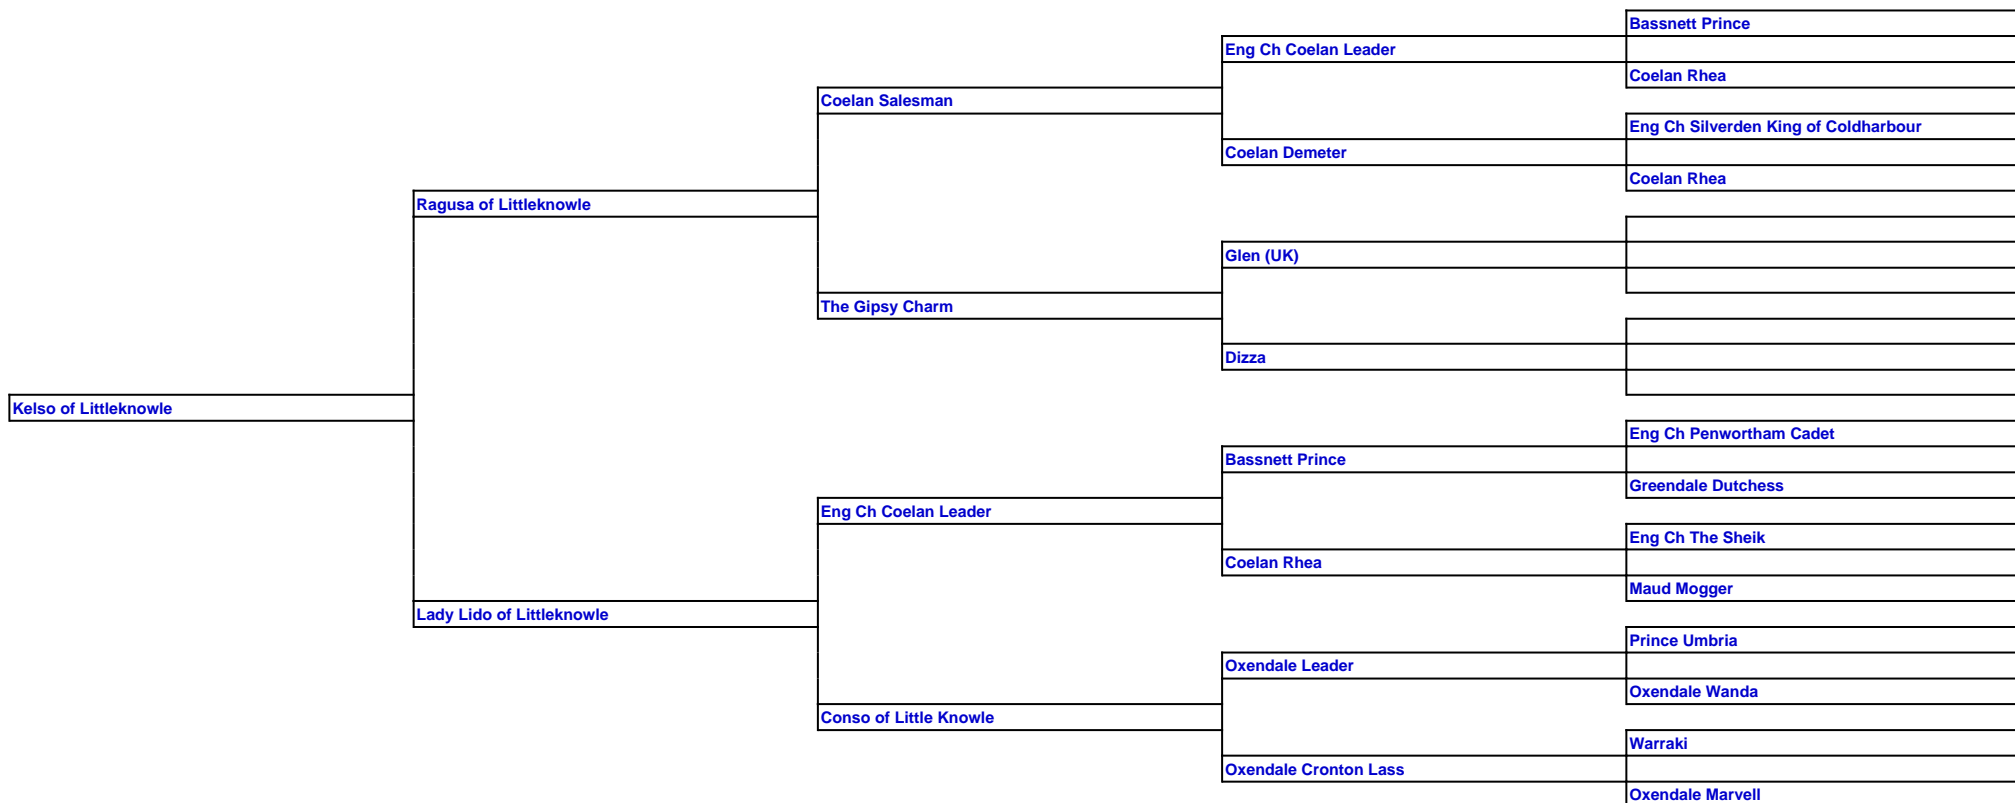 Bassnett Prince
Eng Ch Coelan Leader
Coelan Rhea
Coelan Salesman
Eng Ch Silverden King of Coldharbour
Coelan Demeter
Coelan Rhea
Ragusa of Littleknowle
Glen (UK)
The Gipsy Charm
Dizza
Kelso of Littleknowle
Eng Ch Penwortham Cadet
Bassnett Prince
Greendale Dutchess
Eng Ch Coelan Leader
Eng Ch The Sheik
Coelan Rhea
Maud Mogger
Lady Lido of Littleknowle
Prince Umbria
Oxendale Leader
Oxendale Wanda
Conso of Little Knowle
Warraki
Oxendale Cronton Lass
Oxendale Marvell